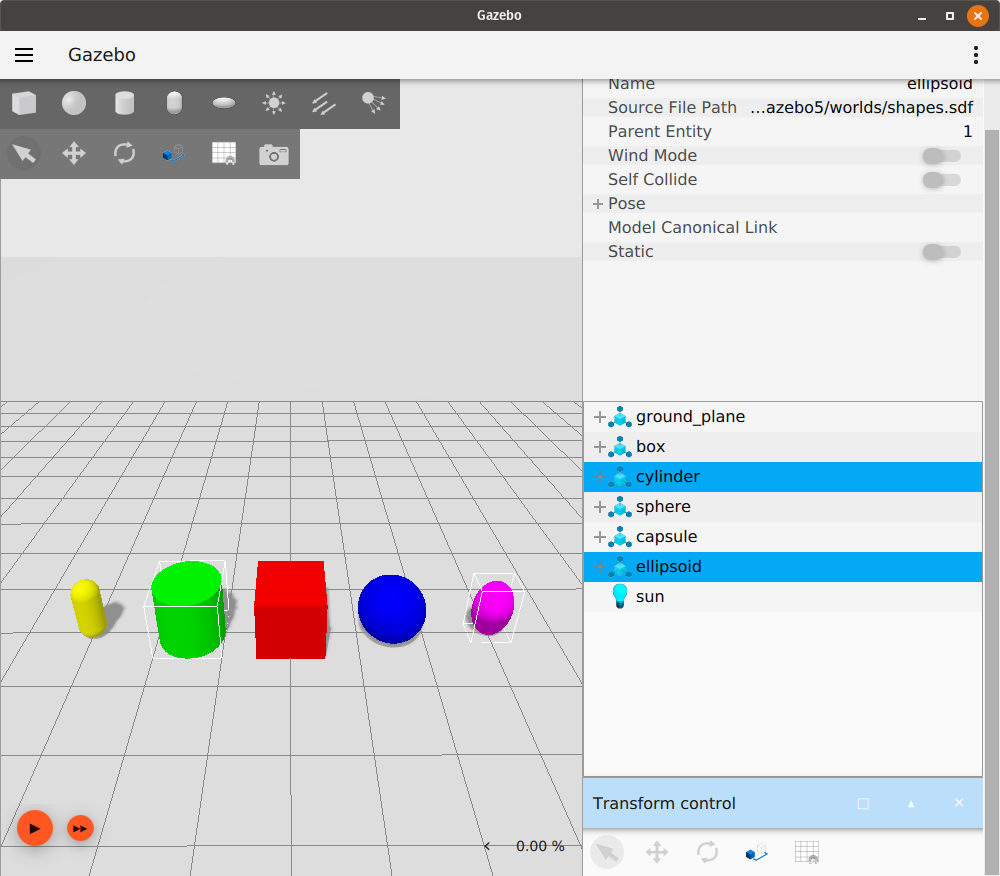 Gazebo
Gazebo
Name ellipsoid
Source File Path ...azebo5/worlds/shapes.sdf
Parent Entity 1
Wind Mode
Self Collide
Pose
Model Canonical Link
Static
ground_plane
box
cylinder
sphere
capsule
ellipsoid
sun
Transform control
0.00 %